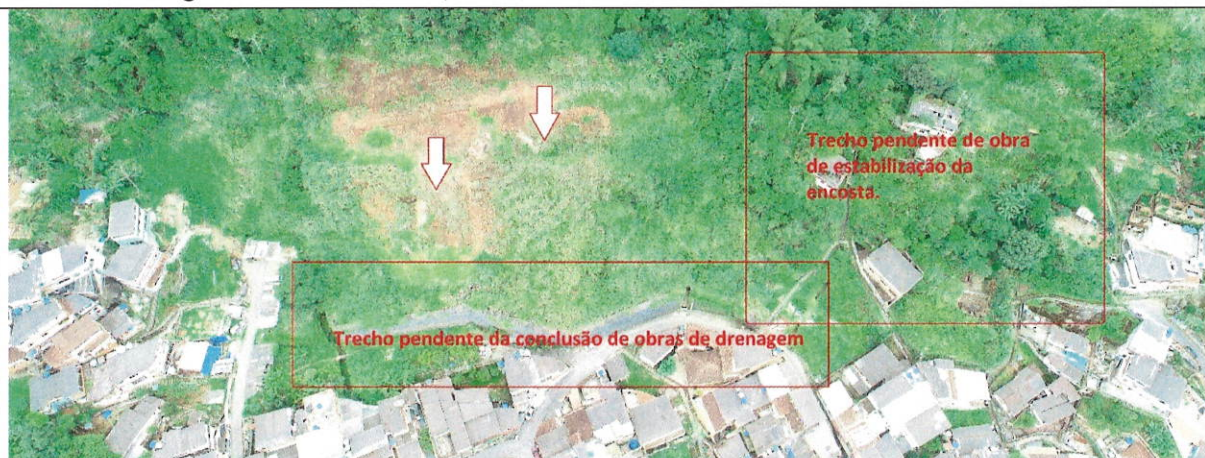 Trecho pendente de obra
de estabilização da
encosta.
Trecho pendente da conclusão de obras de drenagem